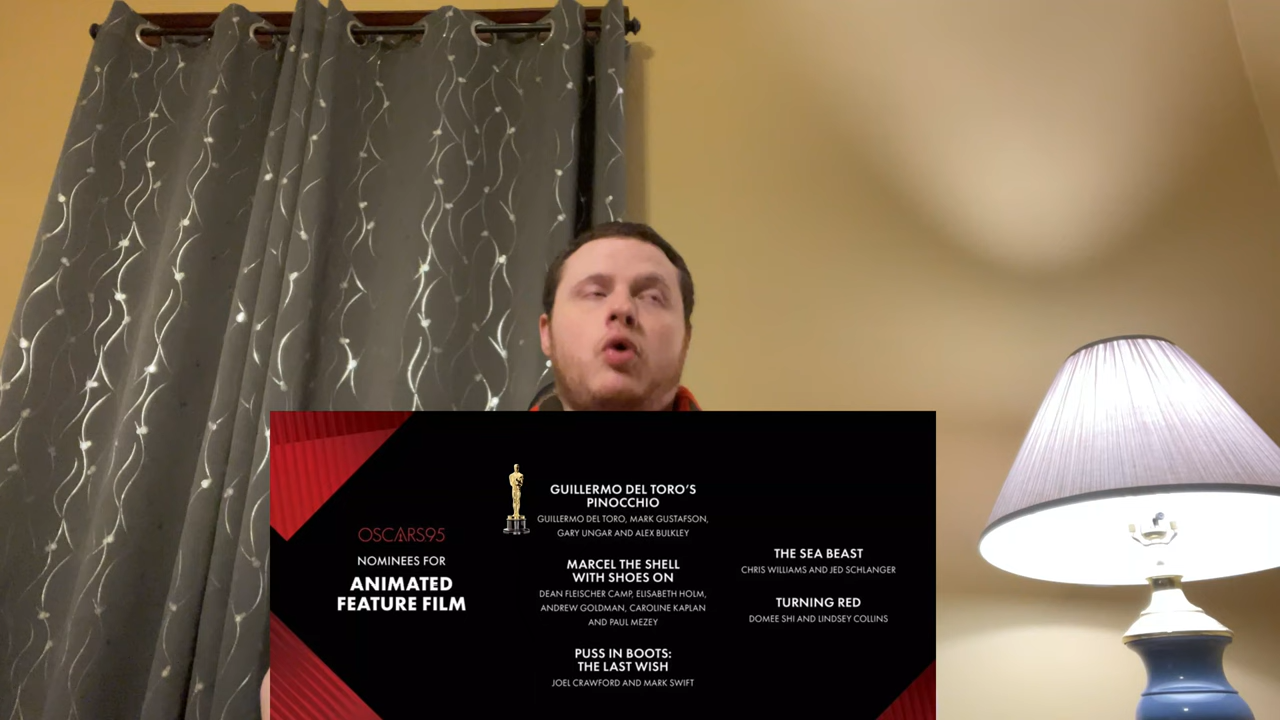 OSCARS95
NOMINEES FOR
ANIMATED
FEATURE FILM
GUILLERMO DEL TORO'S
PINOCCHIO
GUILLERMO DEL TORO, MARK GUSTAFSON,
GARY UNGAR AND ALEX BULKLEY
MARCEL THE SHELL
WITH SHOES ON
DEAN FLEISCHER CAMP, ELISABETH HOLM,
ANDREW GOLDMAN, CAROLINE KAPLAN
AND PAUL MEZEY
PUSS IN BOOTS:
THE LAST WISH
JOEL CRAWFORD AND MARK SWIFT
THE SEA BEAST
CHRIS WILLIAMS AND JED SCHLANGER
TURNING RED
DOMEE SHI AND LINDSEY COLLINS